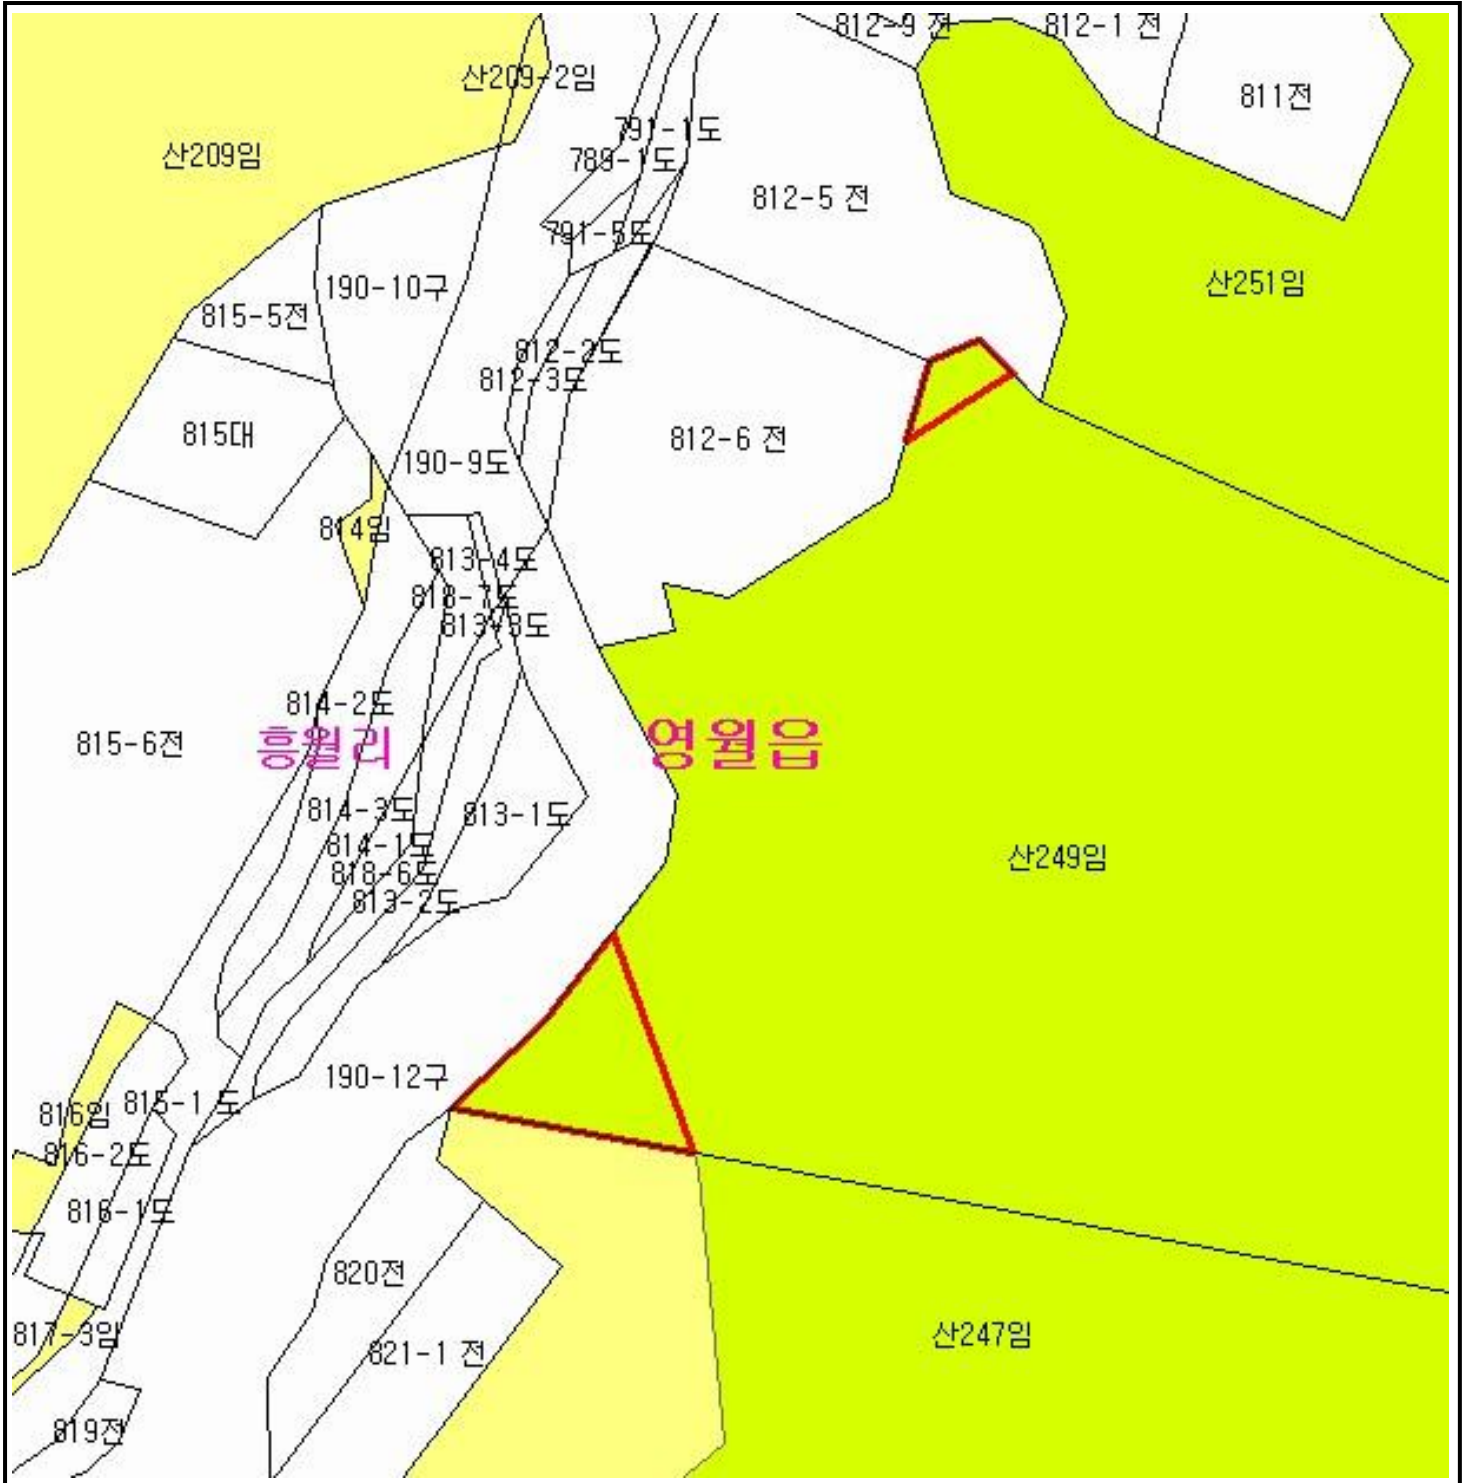 812-9 전
812-1 전
산209-2임
811전
791-1도
산209임
789-1도
812-5 전
791-5도
산251임
190-10구
815-5전
812-2도
812-3도
815대
812-6 전
190-9도
814임
813-4도
818-7도
813-3도
814-2도
815-6전
흥월리
영월읍
814-3도
813-1도
814-1도
산249임
818-6도
813-2도
190-12구
815-1 도
816임
816-2도
816-1도
820전
817-3임
산247임
821-1 전
819전